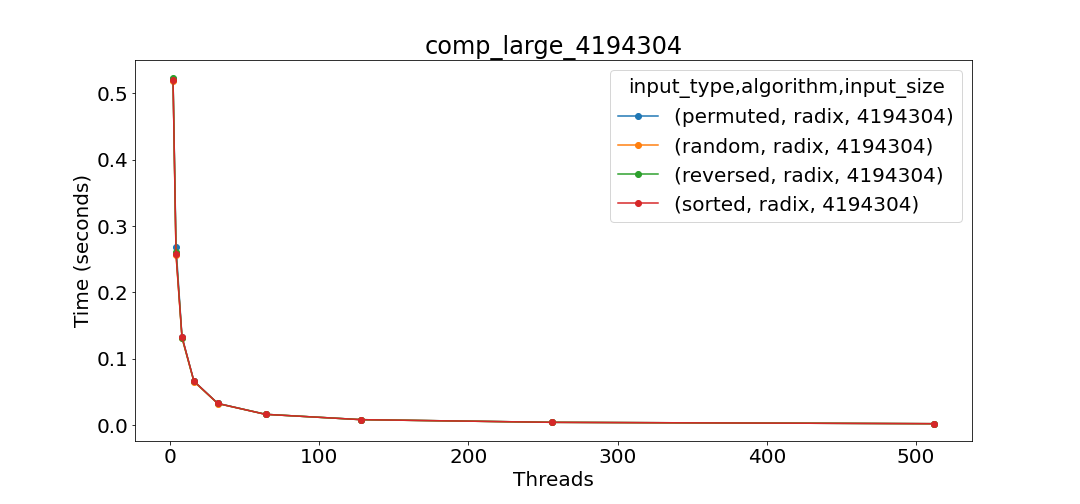 comp_large_4194304
input_type,algorithm,input_size
(permuted, radix, 4194304)
(random, radix, 4194304)
(reversed, radix, 4194304)
(sorted, radix, 4194304)
Time (seconds)
0.5
0.4
0.3
0.2
0.1
0.0
0 100 200 300 400 500
Threads